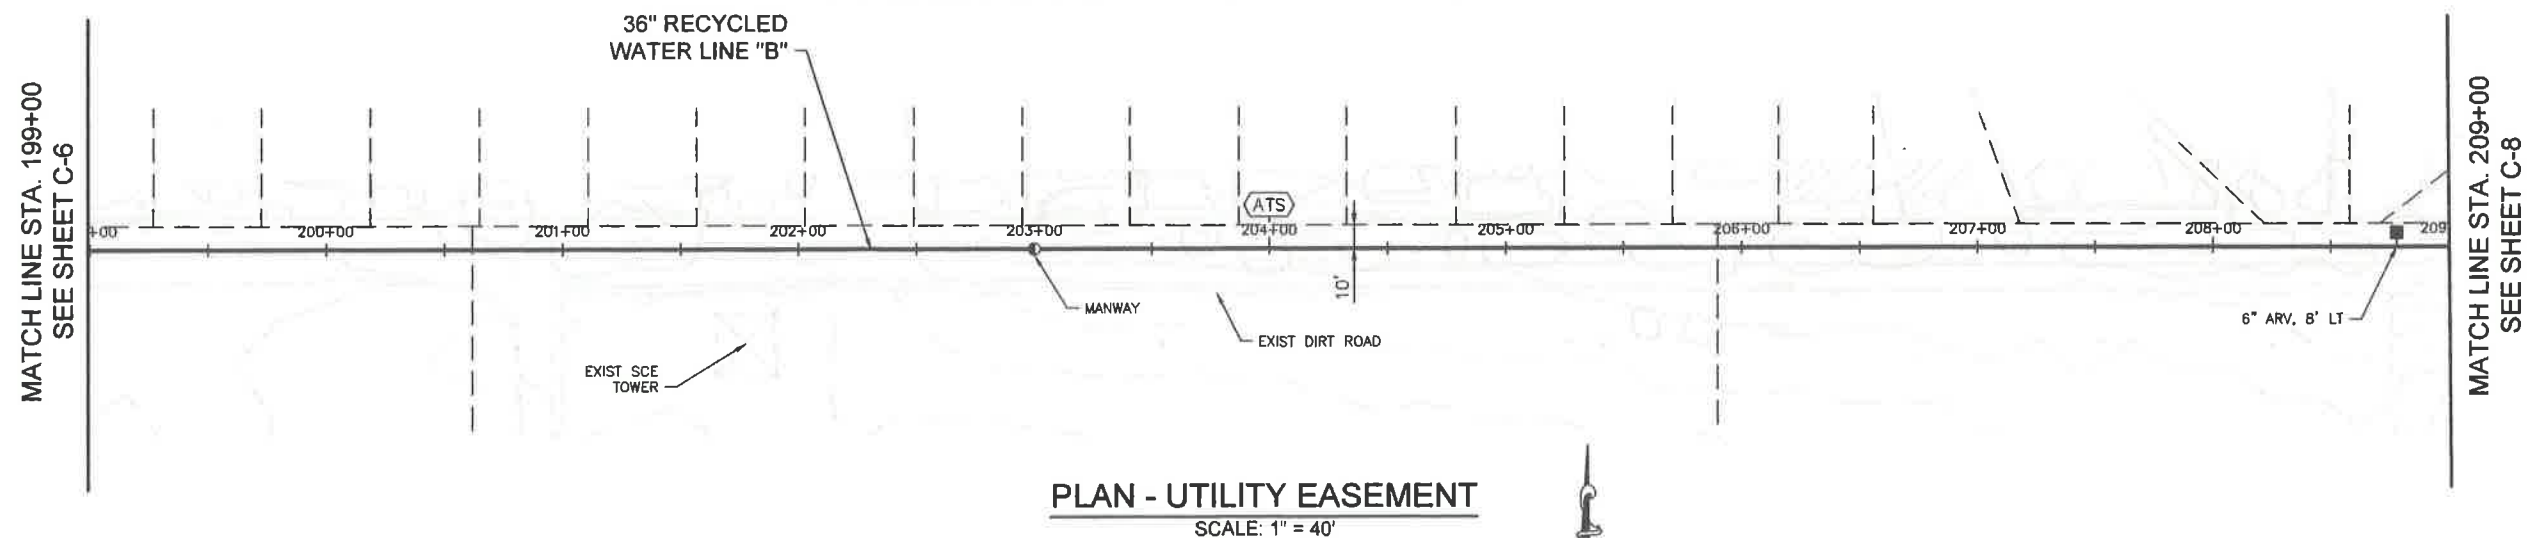 36" RECYCLED
WATER LINE "B"
MATCH LINE STA. 199+00
SEE SHEET C-6
ATS
+00
200+00
201+00
202+00
203+00
204+00
205+00
206+00
207+00
208+00
209
10'
MANWAY
EXIST DIRT ROAD
EXIST SCE
TOWER
6" ARV, 8' LT
MATCH LINE STA. 209+00
SEE SHEET C-8
PLAN - UTILITY EASEMENT
SCALE: 1" = 40'